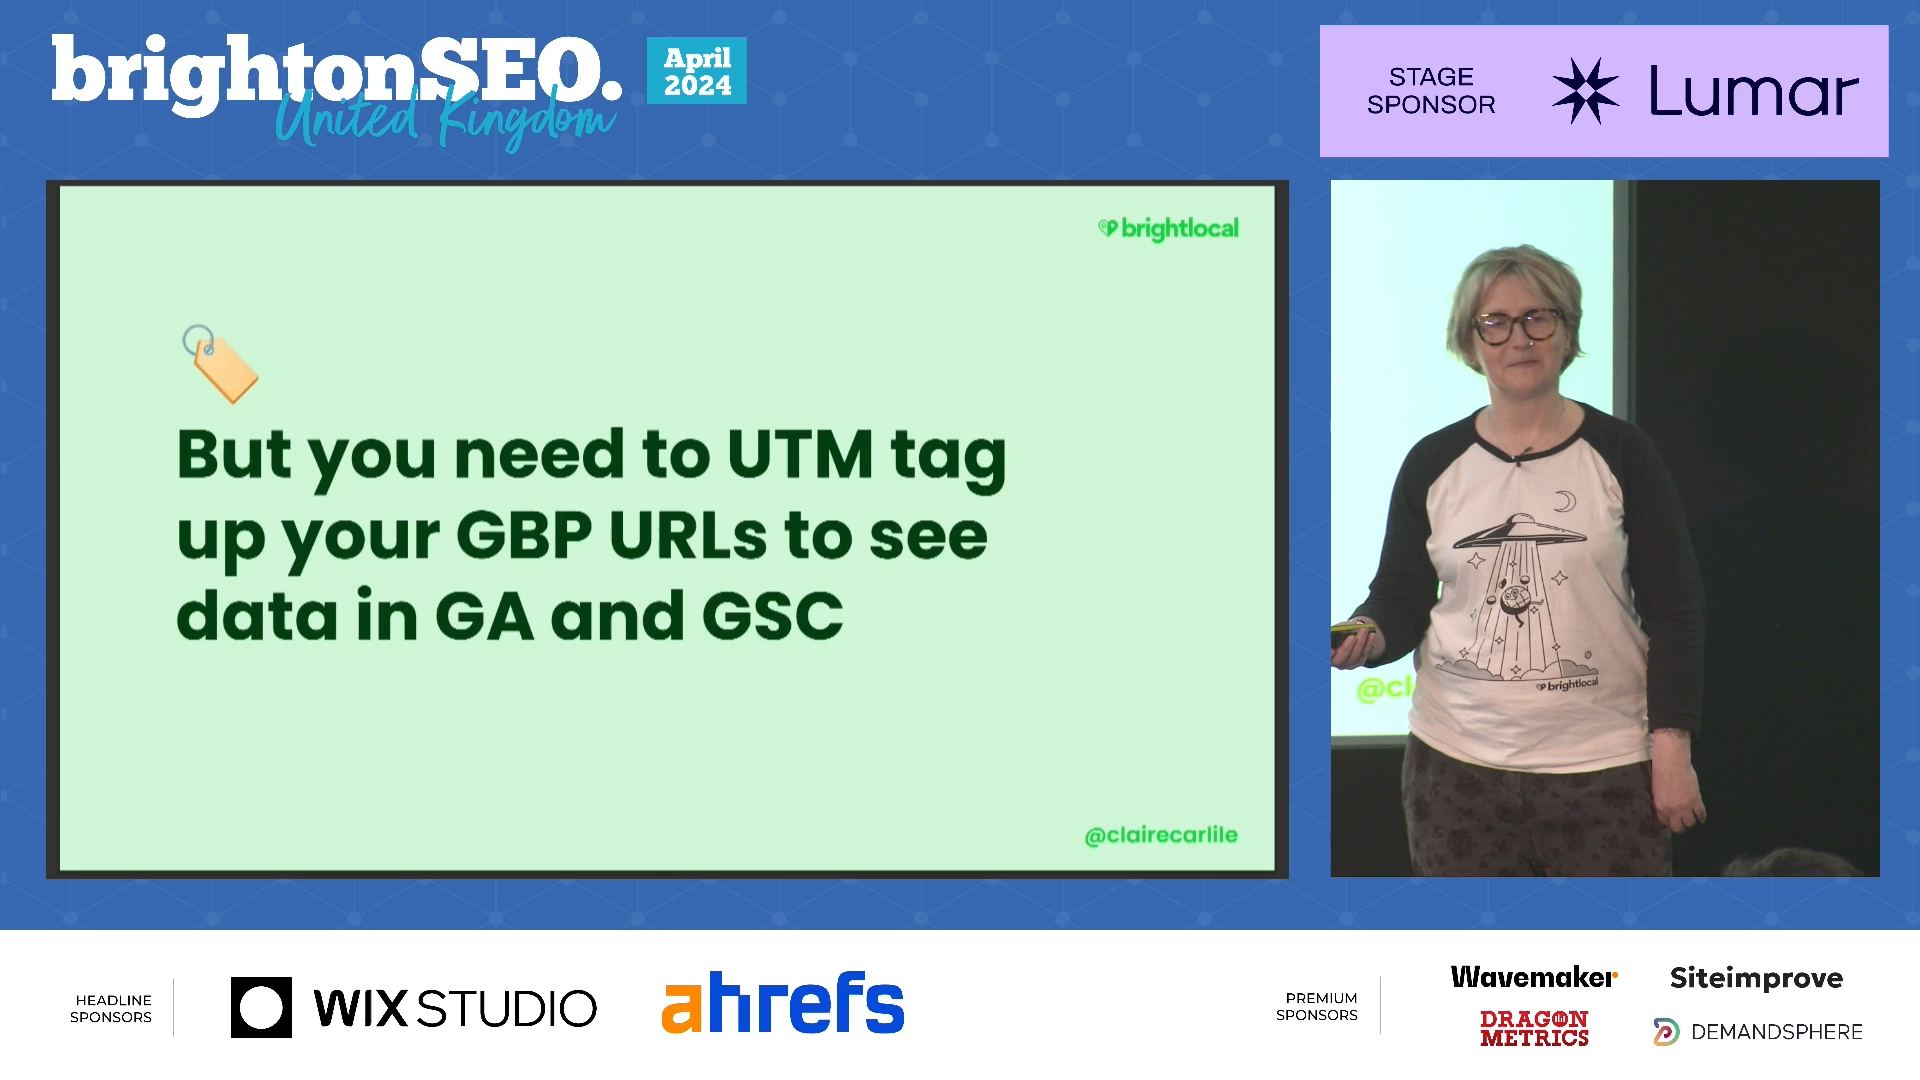 brightonSEO.
United Kingdom
April
2024
STAGE
SPONSOR
Lumar
brightlocal
But you need to UTM tag
up your GBP URLs to see
data in GA and GSC
@clairecarlile
@cl
brightlocal
HEADLINE
SPONSORS
WIX STUDIO
ahrefs
PREMIUM
SPONSORS
Wavemaker
Siteimprove
DRAGON
METRICS
DEMANDSPHERE